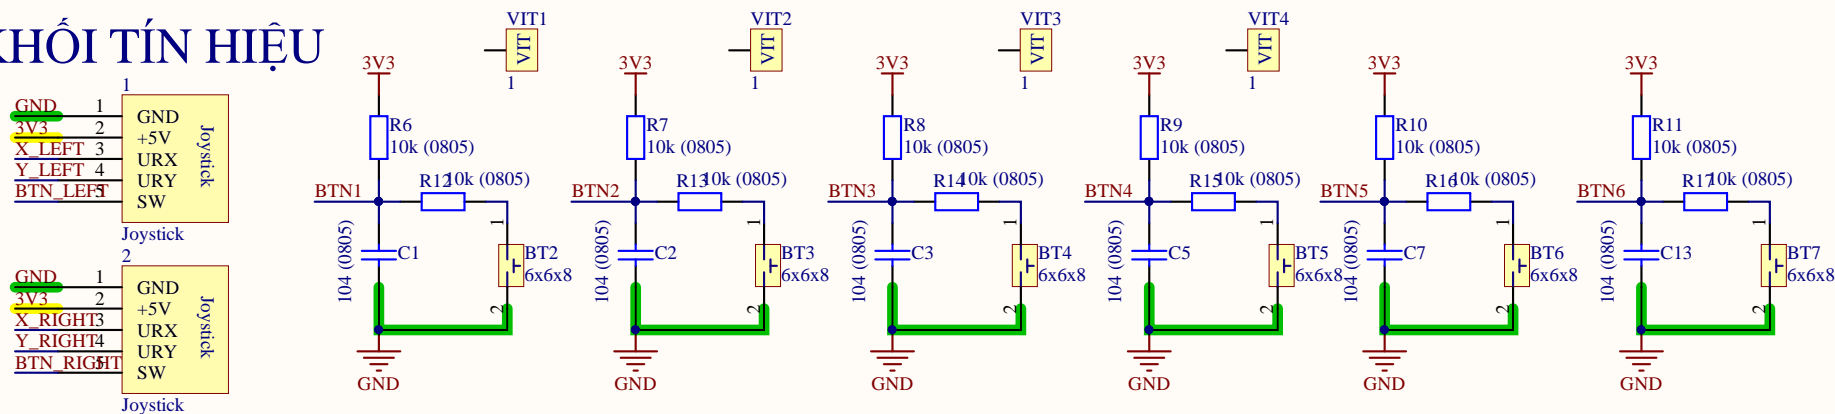 KHỐI TÍN HIỆU
VIT1
VIT
1
VIT2
VIT
1
VIT3
VIT
1
VIT4
VIT
1
1
GND 1 GND
3V3 2 +5V
X_LEFT 3 URX
Y_LEFT 4 URY
BTN_LEFT 5 SW
Joystick
Joystick
2
GND 1 GND
3V3 2 +5V
X_RIGHT 3 URX
Y_RIGHT 4 URY
BTN_RIGHT 5 SW
Joystick
Joystick
3V3
R6
10k (0805)
BTN1
R12 10k (0805)
104 (0805)
C1
1
BT2
6x6x8
2
GND
3V3
R7
10k (0805)
BTN2
R13 10k (0805)
104 (0805)
C2
1
BT3
6x6x8
2
GND
3V3
R8
10k (0805)
BTN3
R14 10k (0805)
104 (0805)
C3
1
BT4
6x6x8
2
GND
3V3
R9
10k (0805)
BTN4
R15 10k (0805)
104 (0805)
C5
1
BT5
6x6x8
2
GND
3V3
R10
10k (0805)
BTN5
R16 10k (0805)
104 (0805)
C7
1
BT6
6x6x8
2
GND
3V3
R11
10k (0805)
BTN6
R17 10k (0805)
104 (0805)
C13
1
BT7
6x6x8
2
GND